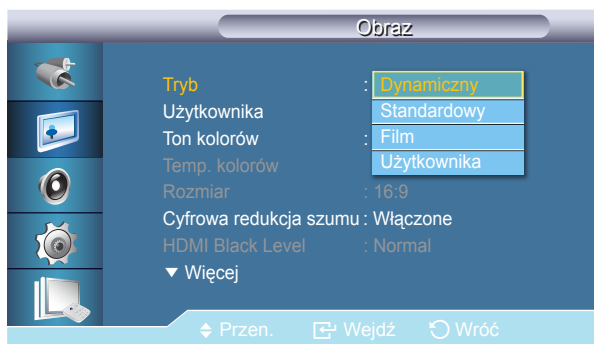 Obraz
Tryb : Dynamiczny
Użytkownika Standardowy
Ton kolorów : Film
Temp. kolorów Użytkownika
Rozmiar : 16:9
Cyfrowa redukcja szumu : Włączone
HDMI Black Level : Normal
▼ Więcej
Przen. Wejdź Wróć